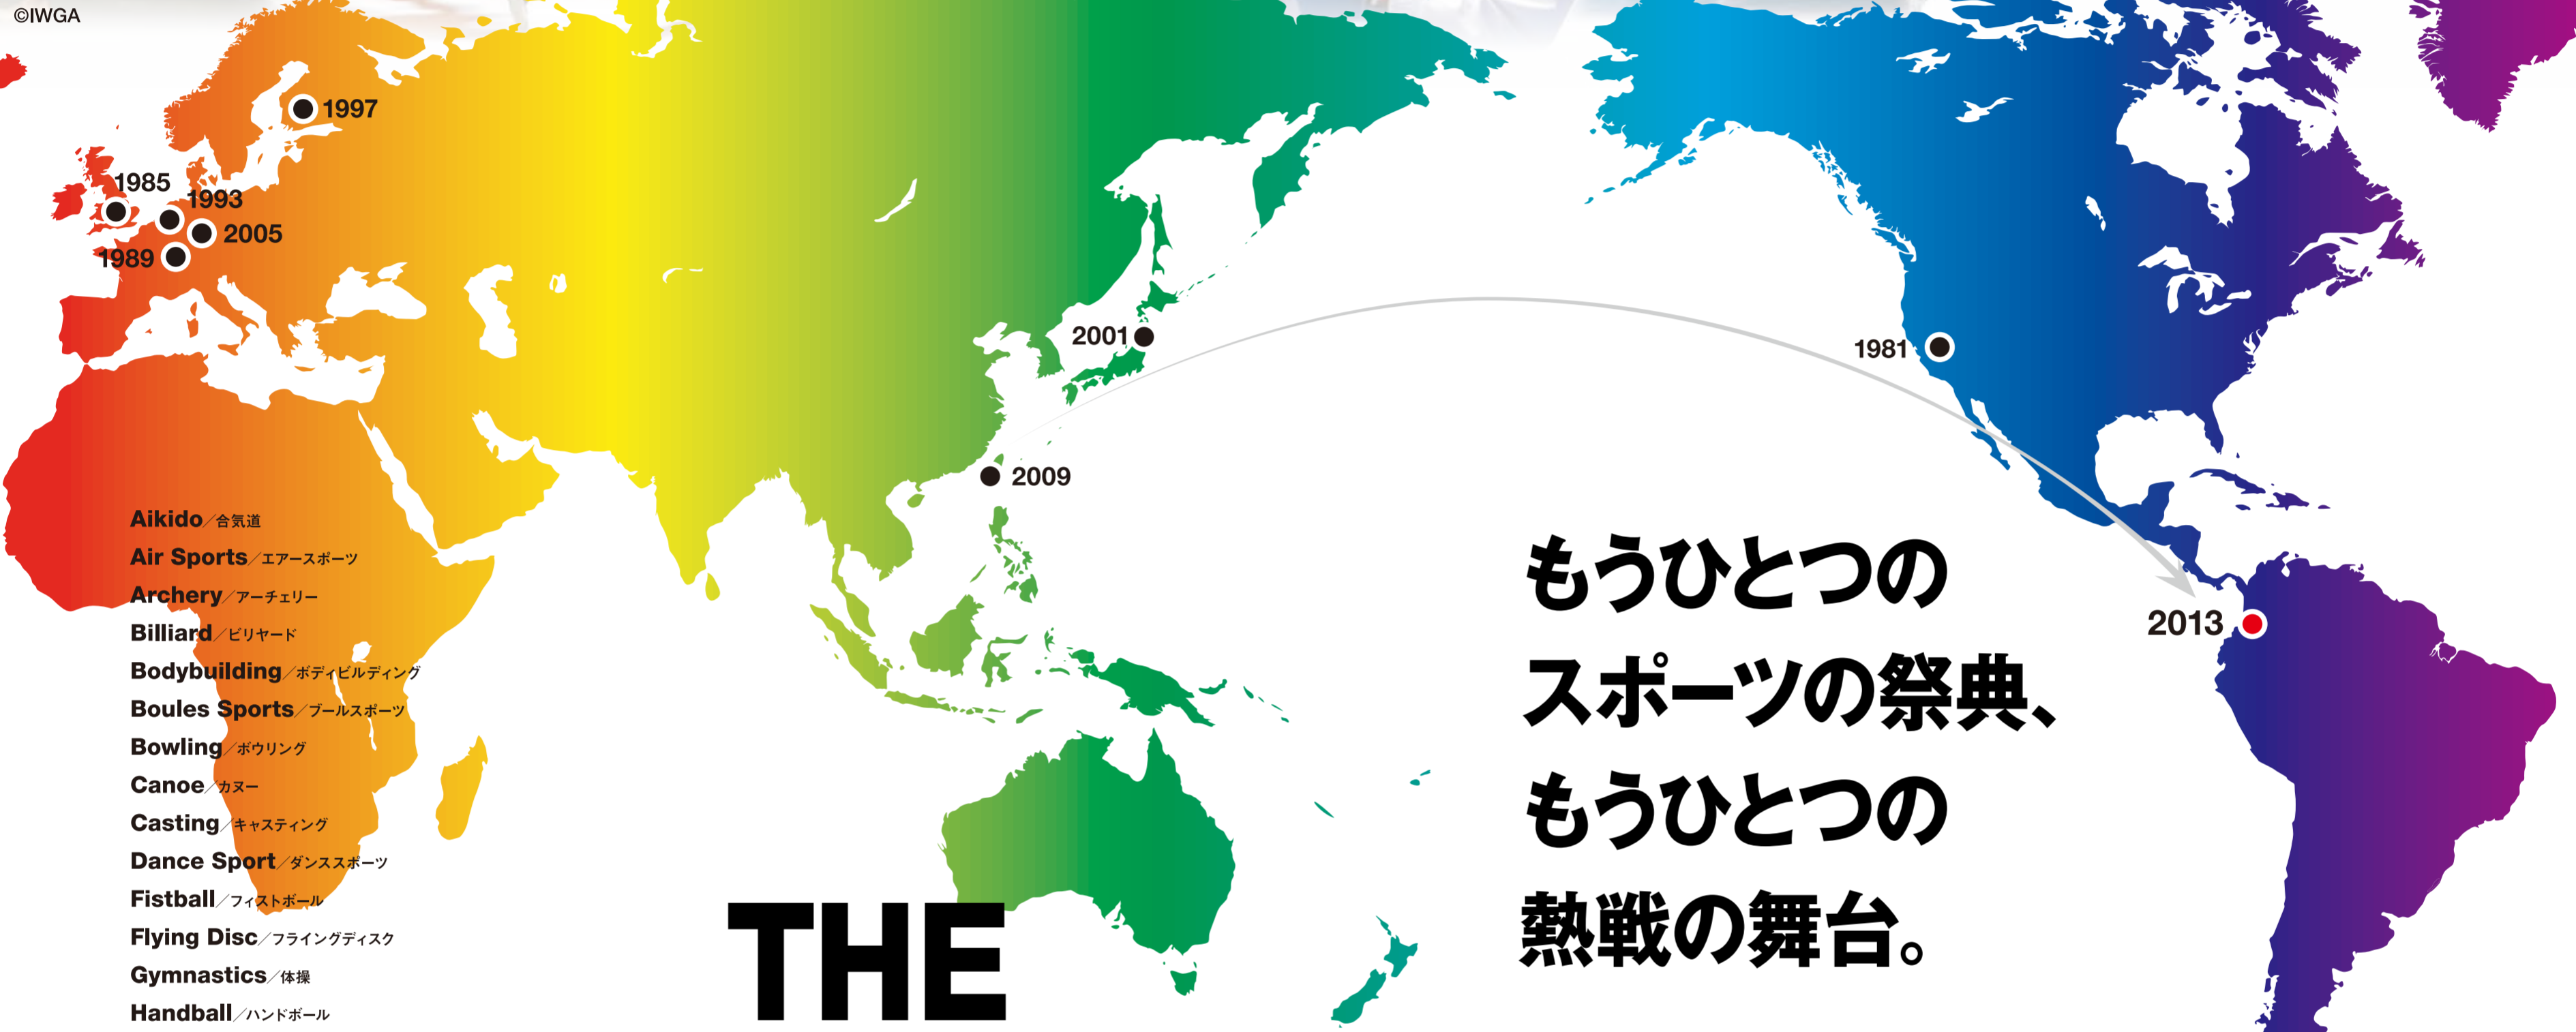 ©IWGA
1997
1985
1993
2005
1989
2001
1981
2009
2013
Aikido／合気道
Air Sports／エアースポーツ
Archery／アーチェリー
Billiard／ビリヤード
Bodybuilding／ボディビルディング
Boules Sports／ブールスポーツ
Bowling／ボウリング
Canoe／カヌー
Casting／キャスティング
Dance Sport／ダンススポーツ
Fistball／フィストボール
Flying Disc／フライングディスク
Gymnastics／体操
Handball／ハンドボール
もうひとつの
スポーツの祭典、
もうひとつの
熱戦の舞台。
THE